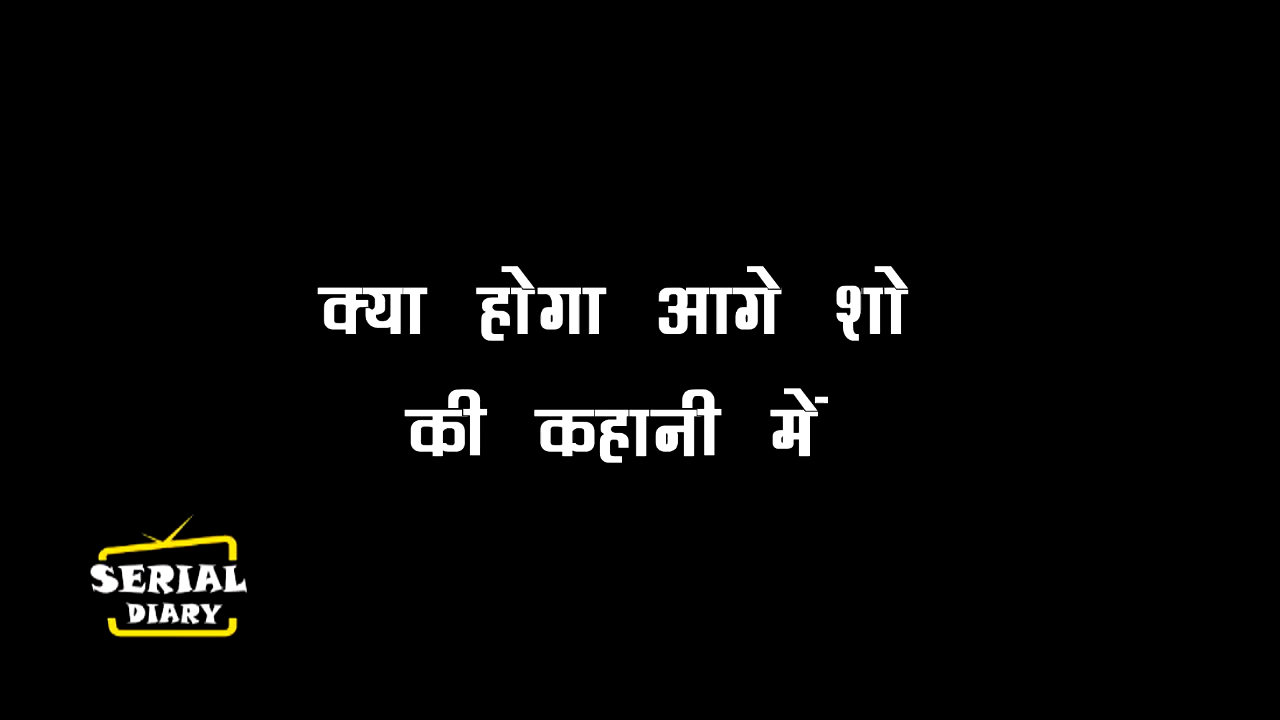 क्या होगा आगे शो
की कहानी में
SERIAL
DIARY